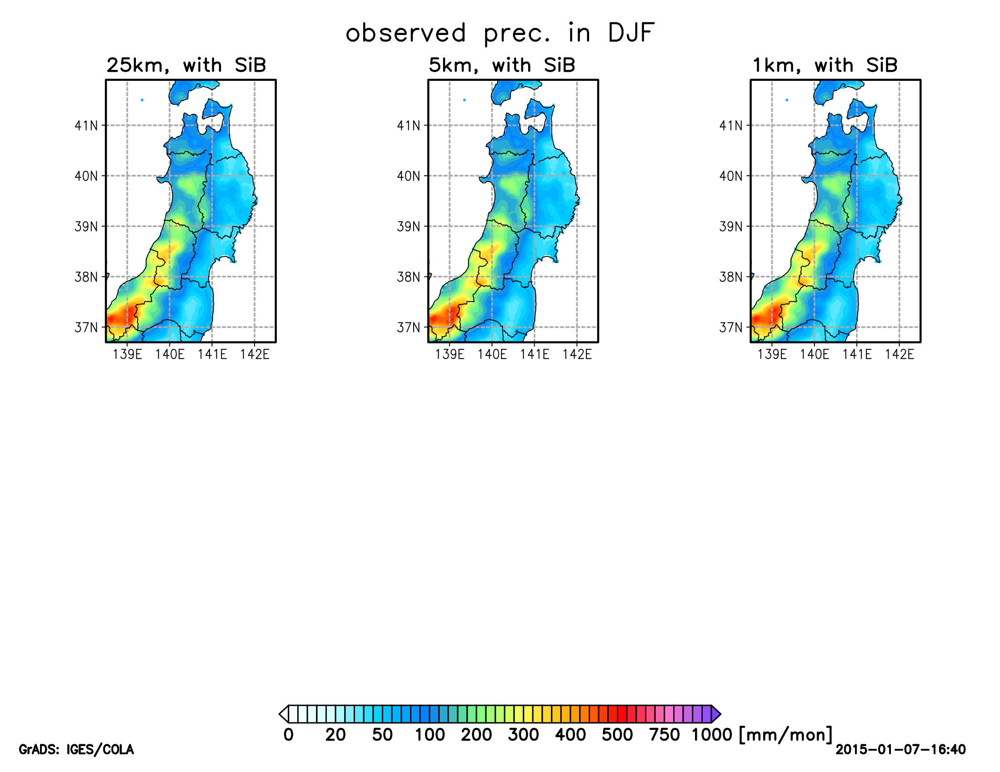 observed prec. in DJF
25km, with SiB
5km, with SiB
1km, with SiB
41N
40N
39N
38N
37N
139E 140E 141E 142E
41N
40N
39N
38N
37N
139E 140E 141E 142E
41N
40N
39N
38N
37N
139E 140E 141E 142E
0 20 50 100 200 300 400 500 750 1000 [mm/mon]
GrADS: IGES/COLA
2015-01-07-16:40